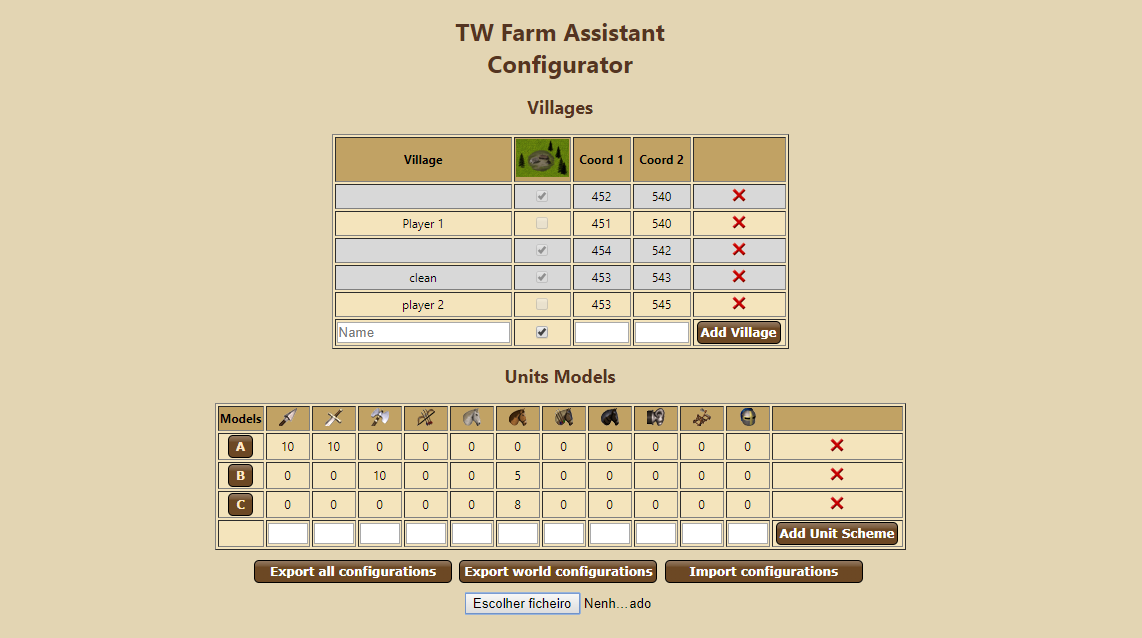 TW Farm Assistant
Configurator
Villages
Village Coord 1 Coord 2
452 540
Player 1 451 540
454 542
clean 453 543
player 2 453 545
Name Add Village
Units Models
Models
A 10 10 0 0 0 0 0 0 0 0 0
B 0 0 10 0 0 5 0 0 0 0 0
C 0 0 0 0 0 8 0 0 0 0 0
Add Unit Scheme
Export all configurations Export world configurations Import configurations
Escolher ficheiro Nenh...ado